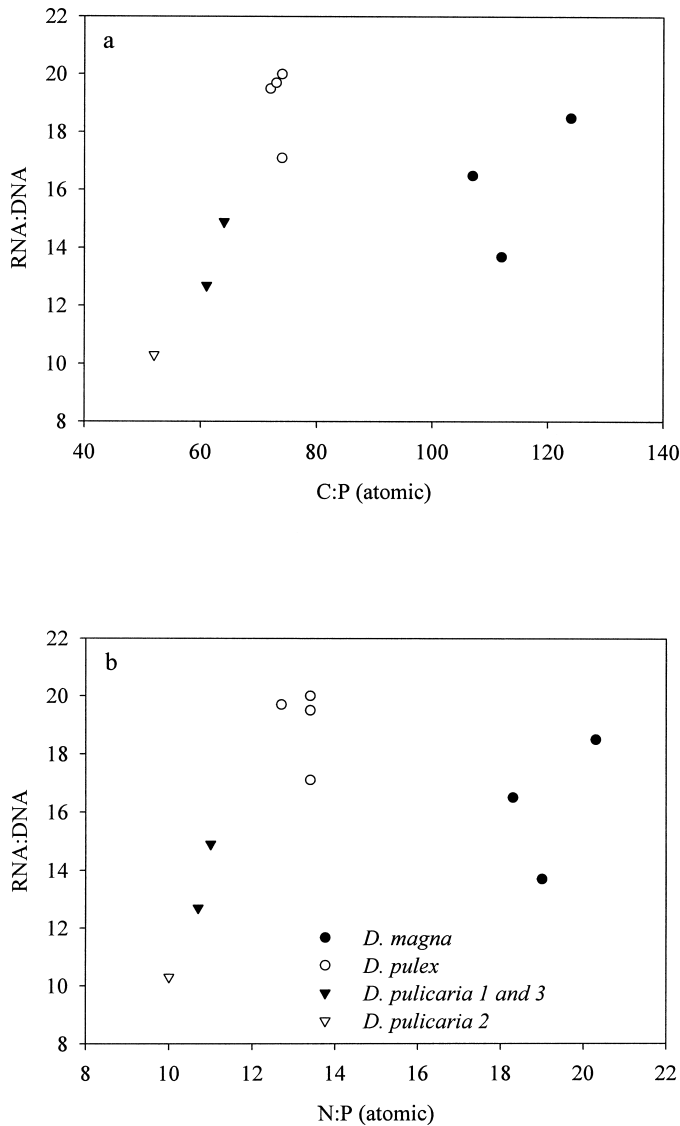 22
a
20
18
16
RNA:DNA
14
12
10
8
40 60 80 100 120 140
C:P (atomic)
22
b
20
18
16
RNA:DNA
14
12
D. magna
D. pulex
10
D. pulicaria 1 and 3
D. pulicaria 2
8
8 10 12 14 16 18 20 22
N:P (atomic)